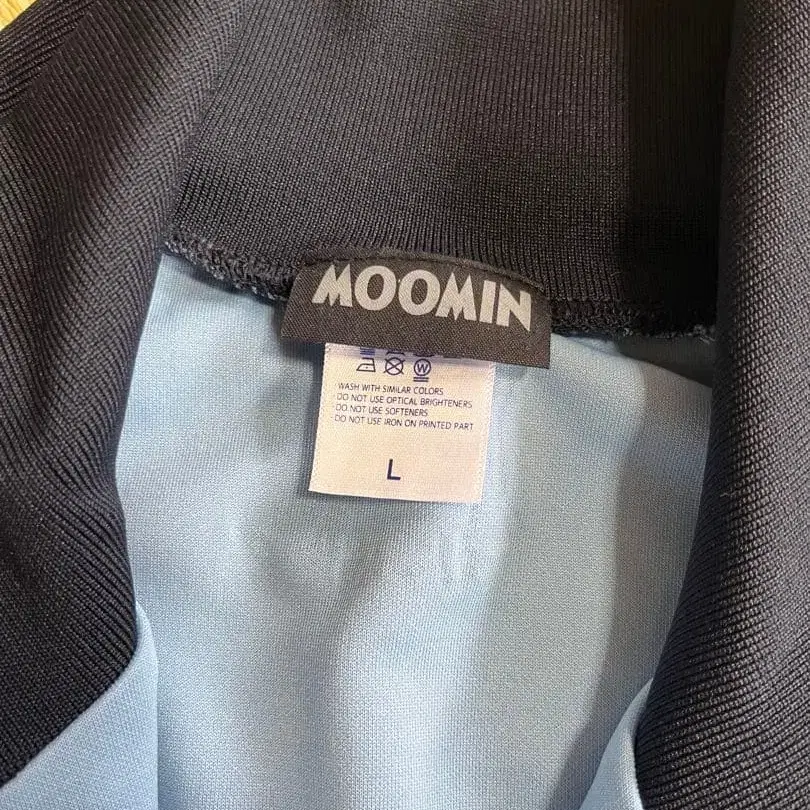 MOOMIN
W
WASH WITH SIMILAR COLORS
DO NOT USE OPTICAL BRIGHTENERS
DO NOT USE SOFTENERS
DO NOT USE IRON ON PRINTED PART
L